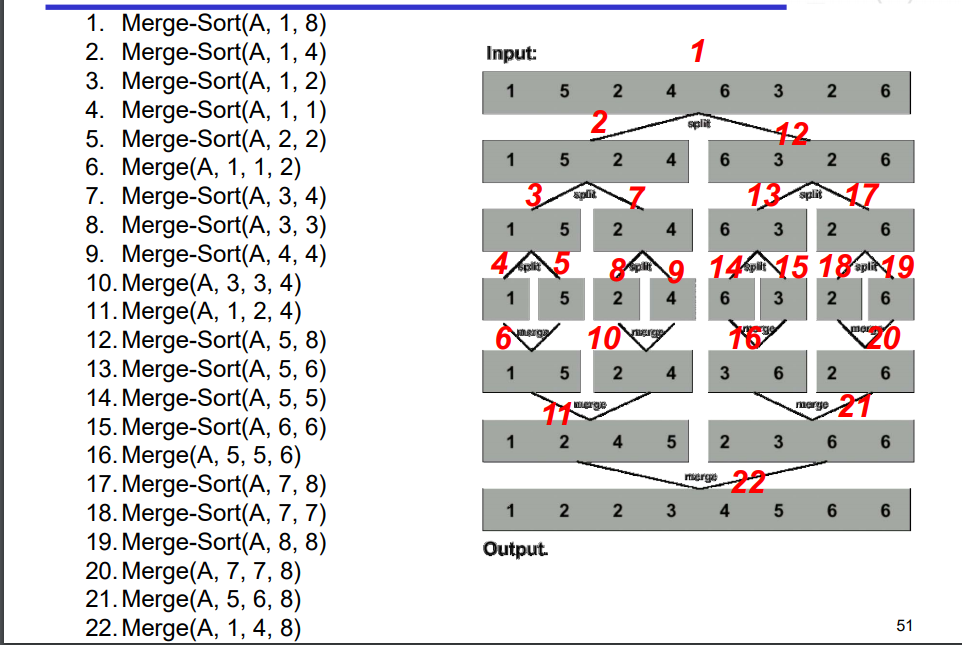 1. Merge-Sort(A, 1, 8)
2. Merge-Sort(A, 1, 4)
3. Merge-Sort(A, 1, 2)
4. Merge-Sort(A, 1, 1)
5. Merge-Sort(A, 2, 2)
6. Merge(A, 1, 1, 2)
7. Merge-Sort(A, 3, 4)
8. Merge-Sort(A, 3, 3)
9. Merge-Sort(A, 4, 4)
10. Merge(A, 3, 3, 4)
11. Merge(A, 1, 2, 4)
12. Merge-Sort(A, 5, 8)
13. Merge-Sort(A, 5, 6)
14. Merge-Sort(A, 5, 5)
15. Merge-Sort(A, 6, 6)
16. Merge(A, 5, 5, 6)
17. Merge-Sort(A, 7, 8)
18. Merge-Sort(A, 7, 7)
19. Merge-Sort(A, 8, 8)
20. Merge(A, 7, 7, 8)
21. Merge(A, 5, 6, 8)
22. Merge(A, 1, 4, 8)
Input: 1
1 5 2 4 6 3 2 6
2 split 12
1 5 2 4 6 3 2 6
3 split 7 13 split 17
1 5 2 4 6 3 2 6
4 split 5 8 split 9 14 split 15 18 split 19
1 5 2 4 6 3 2 6
6 merge 10 merge 16 merge merge 20
1 5 2 4 3 6 2 6
11 merge merge 21
1 2 4 5 2 3 6 6
merge 22
1 2 2 3 4 5 6 6
Output.
51